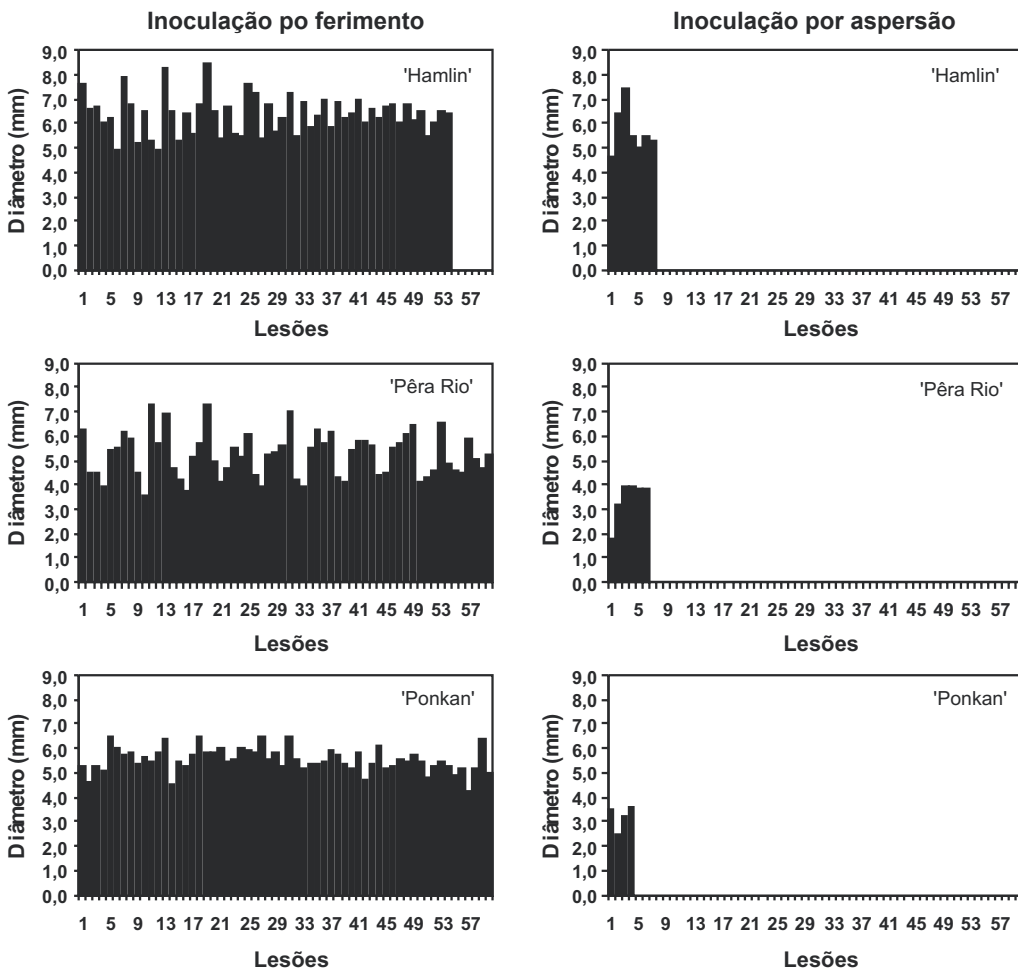 Inoculação po ferimento
Inoculação por aspersão
9,0
8,0
7,0
6,0
5,0
4,0
3,0
2,0
1,0
0,0
Diâmetro (mm)
'Hamlin'
1 5 9 13 17 21 25 29 33 37 41 45 49 53 57
Lesões
9,0
8,0
7,0
6,0
5,0
4,0
3,0
2,0
1,0
0,0
Diâmetro (mm)
'Hamlin'
1 5 9 13 17 21 25 29 33 37 41 45 49 53 57
Lesões
9,0
8,0
7,0
6,0
5,0
4,0
3,0
2,0
1,0
0,0
Diâmetro (mm)
'Pêra Rio'
1 5 9 13 17 21 25 29 33 37 41 45 49 53 57
Lesões
9,0
8,0
7,0
6,0
5,0
4,0
3,0
2,0
1,0
0,0
Diâmetro (mm)
'Pêra Rio'
1 5 9 13 17 21 25 29 33 37 41 45 49 53 57
Lesões
9,0
8,0
7,0
6,0
5,0
4,0
3,0
2,0
1,0
0,0
Diâmetro (mm)
'Ponkan'
1 5 9 13 17 21 25 29 33 37 41 45 49 53 57
Lesões
9,0
8,0
7,0
6,0
5,0
4,0
3,0
2,0
1,0
0,0
Diâmetro (mm)
'Ponkan'
1 5 9 13 17 21 25 29 33 37 41 45 49 53 57
Lesões